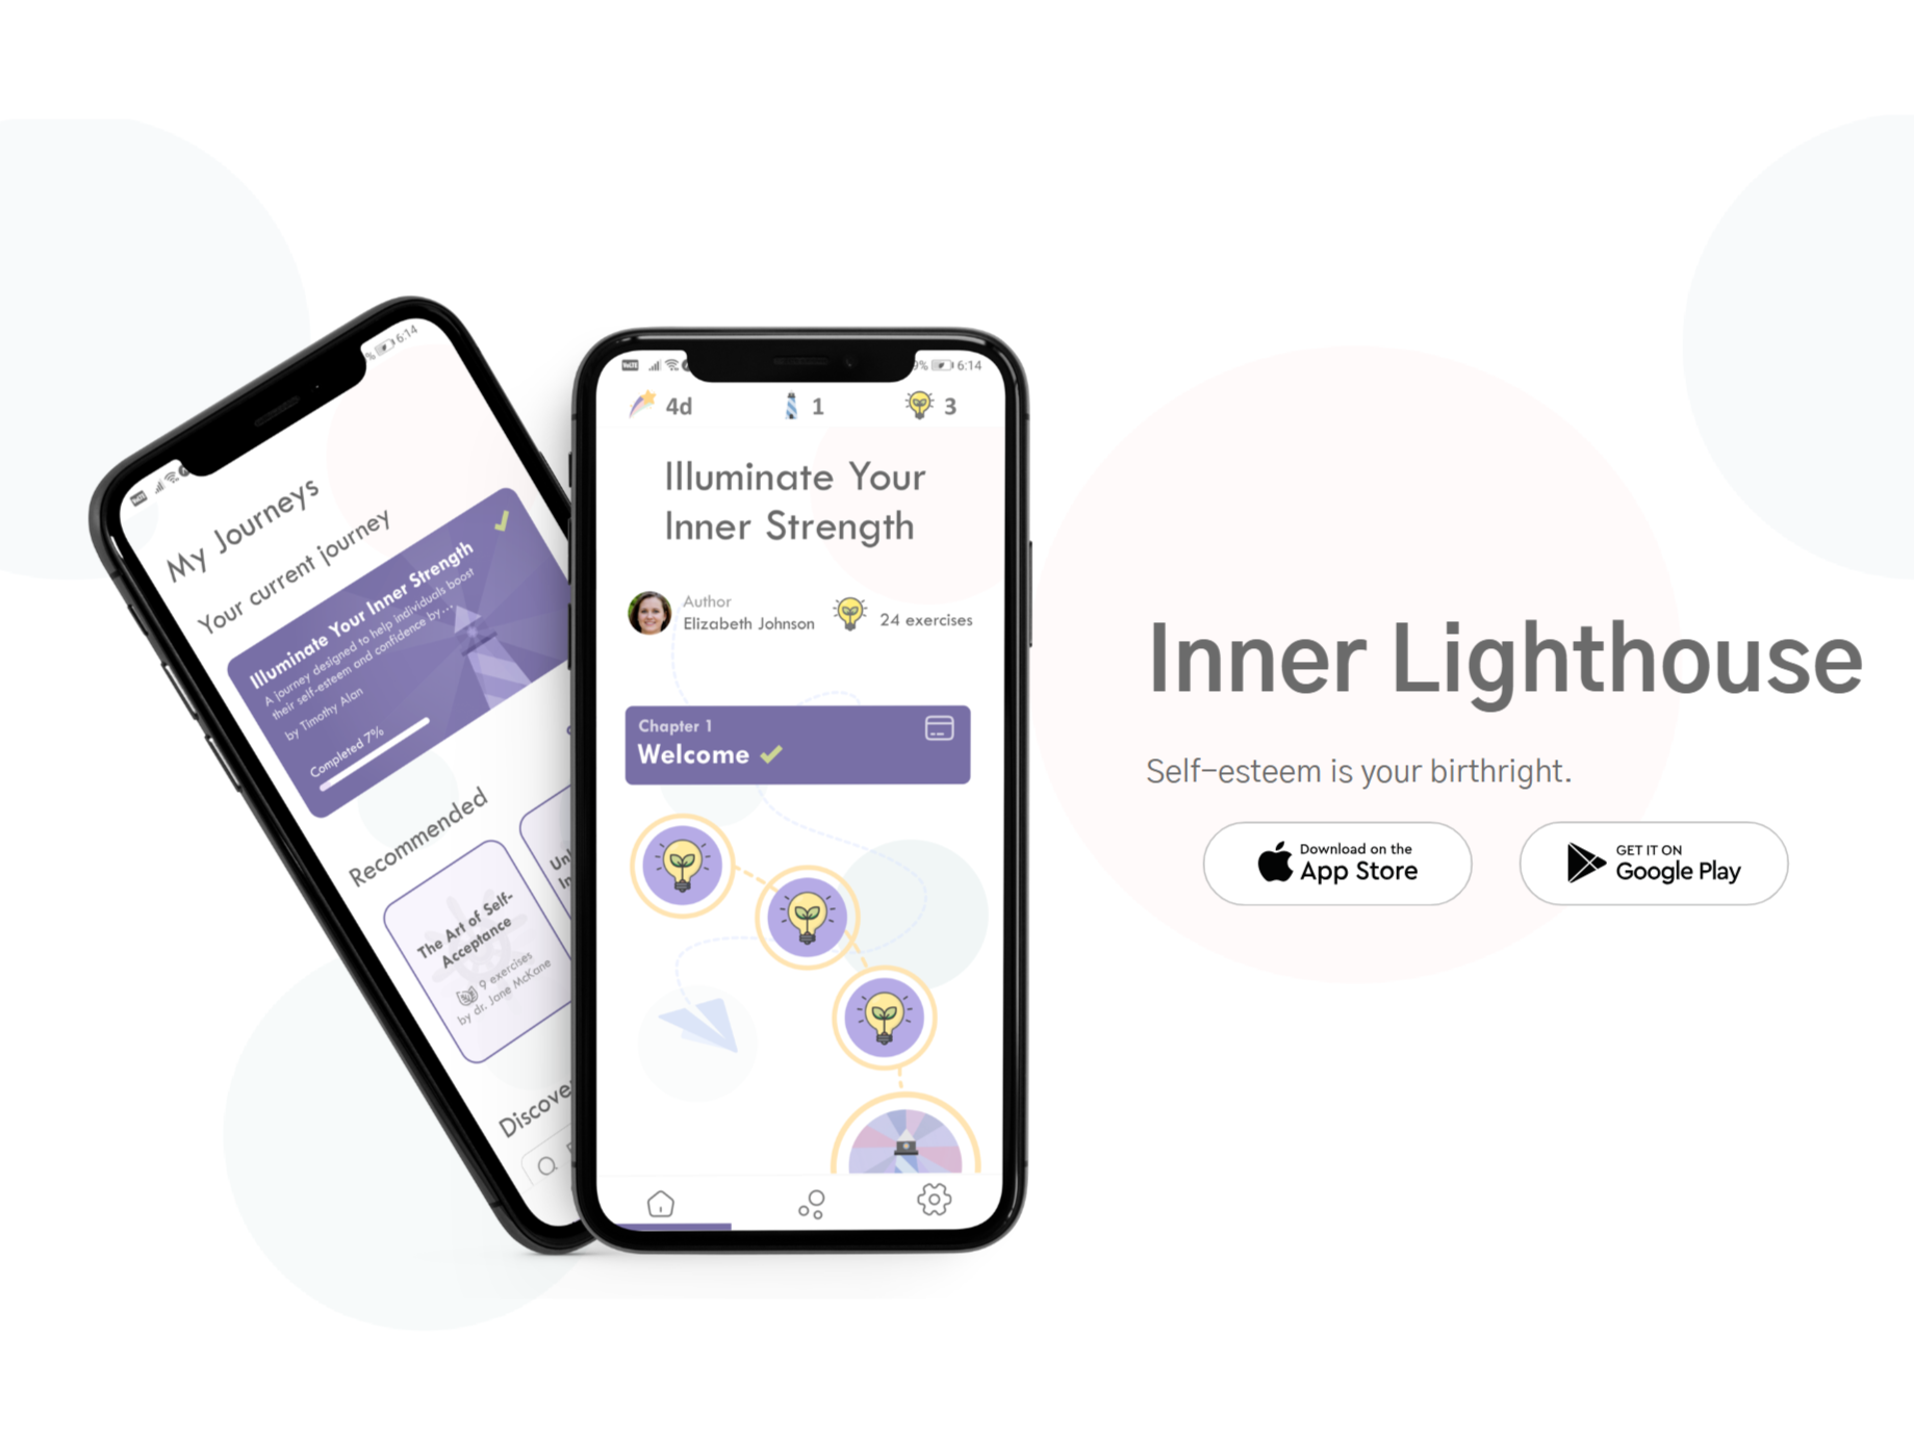 6:14
My Journeys
Your current journey
Illuminate Your Inner Strength
A journey designed to help individuals boost
their self-esteem and confidence by...
by Timothy Alan
Completed 7%
Recommended
The Art of Self-
Acceptance
9 exercises
by dr. Jane McKane
Discove
9% 6:14
4d 1 3
Illuminate Your
Inner Strength
Author
Elizabeth Johnson
24 exercises
Chapter 1
Welcome
Inner Lighthouse
Self-esteem is your birthright.
Download on the
App Store
GET IT ON
Google Play